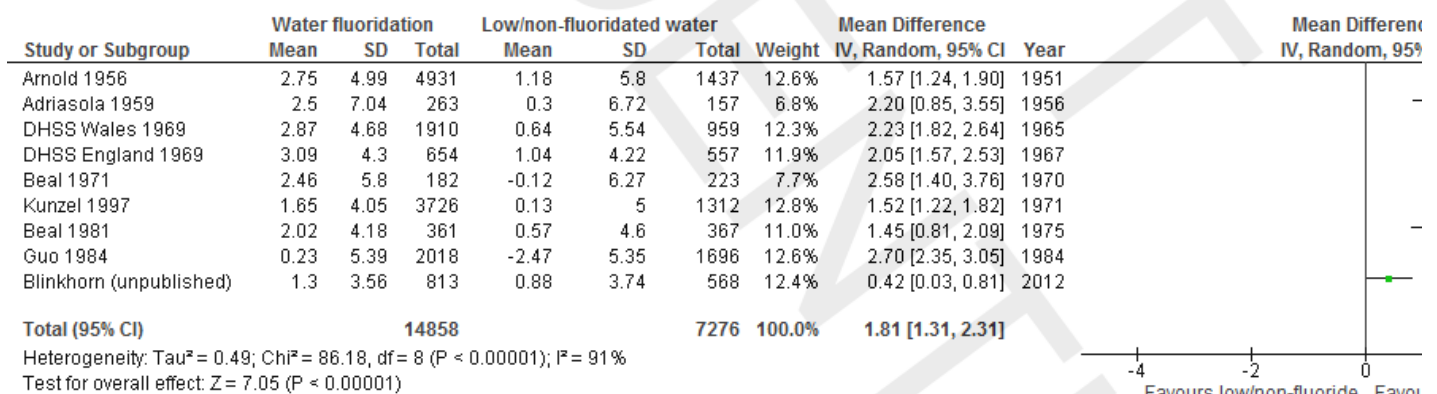 Water fluoridation Low/non-fluoridated water Mean Difference Mean Differenc
Study or Subgroup Mean SD Total Mean SD Total Weight IV, Random, 95% CI Year IV, Random, 95%
Arnold 1956 2.75 4.99 4931 1.18 5.8 1437 12.6% 1.57 [1.24, 1.90] 1951
Adriasola 1959 2.5 7.04 263 0.3 6.72 157 6.8% 2.20 [0.85, 3.55] 1956
DHSS Wales 1969 2.87 4.68 1910 0.64 5.54 959 12.3% 2.23 [1.82, 2.64] 1965
DHSS England 1969 3.09 4.3 654 1.04 4.22 557 11.9% 2.05 [1.57, 2.53] 1967
Beal 1971 2.46 5.8 182 -0.12 6.27 223 7.7% 2.58 [1.40, 3.76] 1970
Kunzel 1997 1.65 4.05 3726 0.13 5 1312 12.8% 1.52 [1.22, 1.82] 1971
Beal 1981 2.02 4.18 361 0.57 4.6 367 11.0% 1.45 [0.81, 2.09] 1975
Guo 1984 0.23 5.39 2018 -2.47 5.35 1696 12.6% 2.70 [2.35, 3.05] 1984
Blinkhorn (unpublished) 1.3 3.56 813 0.88 3.74 568 12.4% 0.42 [0.03, 0.81] 2012
Total (95% CI) 14858 7276 100.0% 1.81 [1.31, 2.31]
Heterogeneity: Tau² = 0.49; Chi² = 86.18, df = 8 (P < 0.00001); I² = 91%
Test for overall effect: Z = 7.05 (P < 0.00001)
-4 -2 0
Favours low/non-fluoride Favou